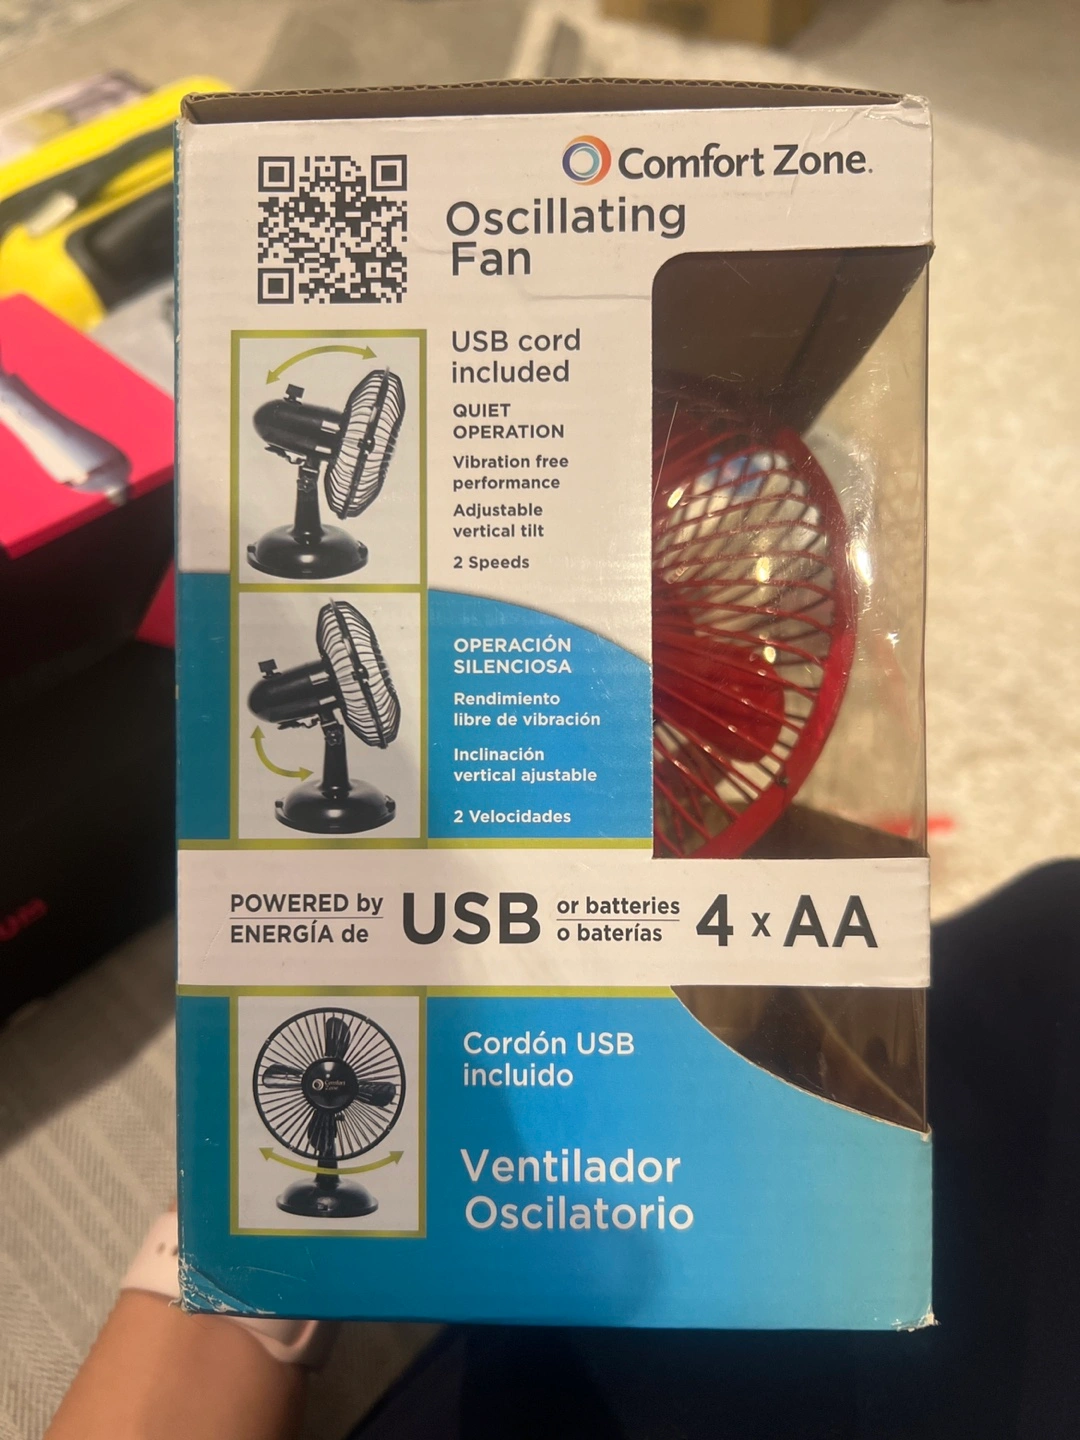 Comfort Zone.
Oscillating
Fan
USB cord
included
QUIET
OPERATION
Vibration free
performance
Adjustable
vertical tilt
2 Speeds
OPERACIÓN
SILENCIOSA
Rendimiento
libre de vibración
Inclinación
vertical ajustable
2 Velocidades
POWERED by
ENERGÍA de
USB
or batteries
o baterías
4 x AA
Comfort
Zone
Cordón USB
incluido
Ventilador
Oscilatorio